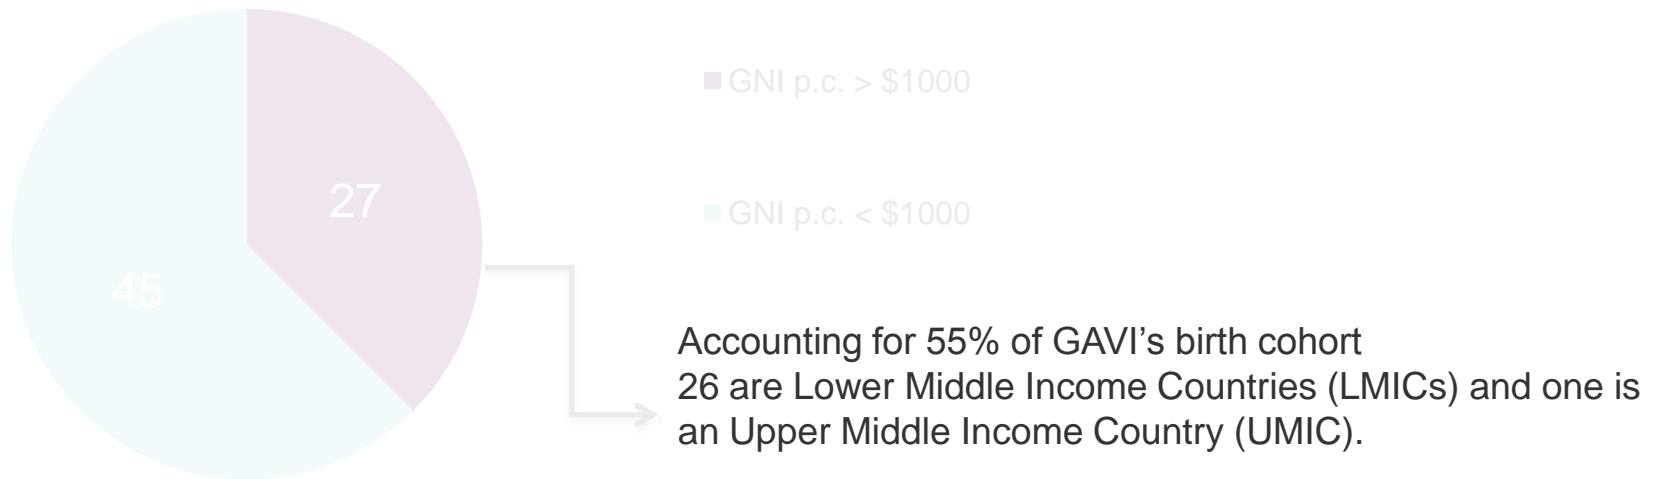 27
45
GNI p.c. > $1000
GNI p.c. < $1000
Accounting for 55% of GAVI’s birth cohort
26 are Lower Middle Income Countries (LMICs) and one is
an Upper Middle Income Country (UMIC).